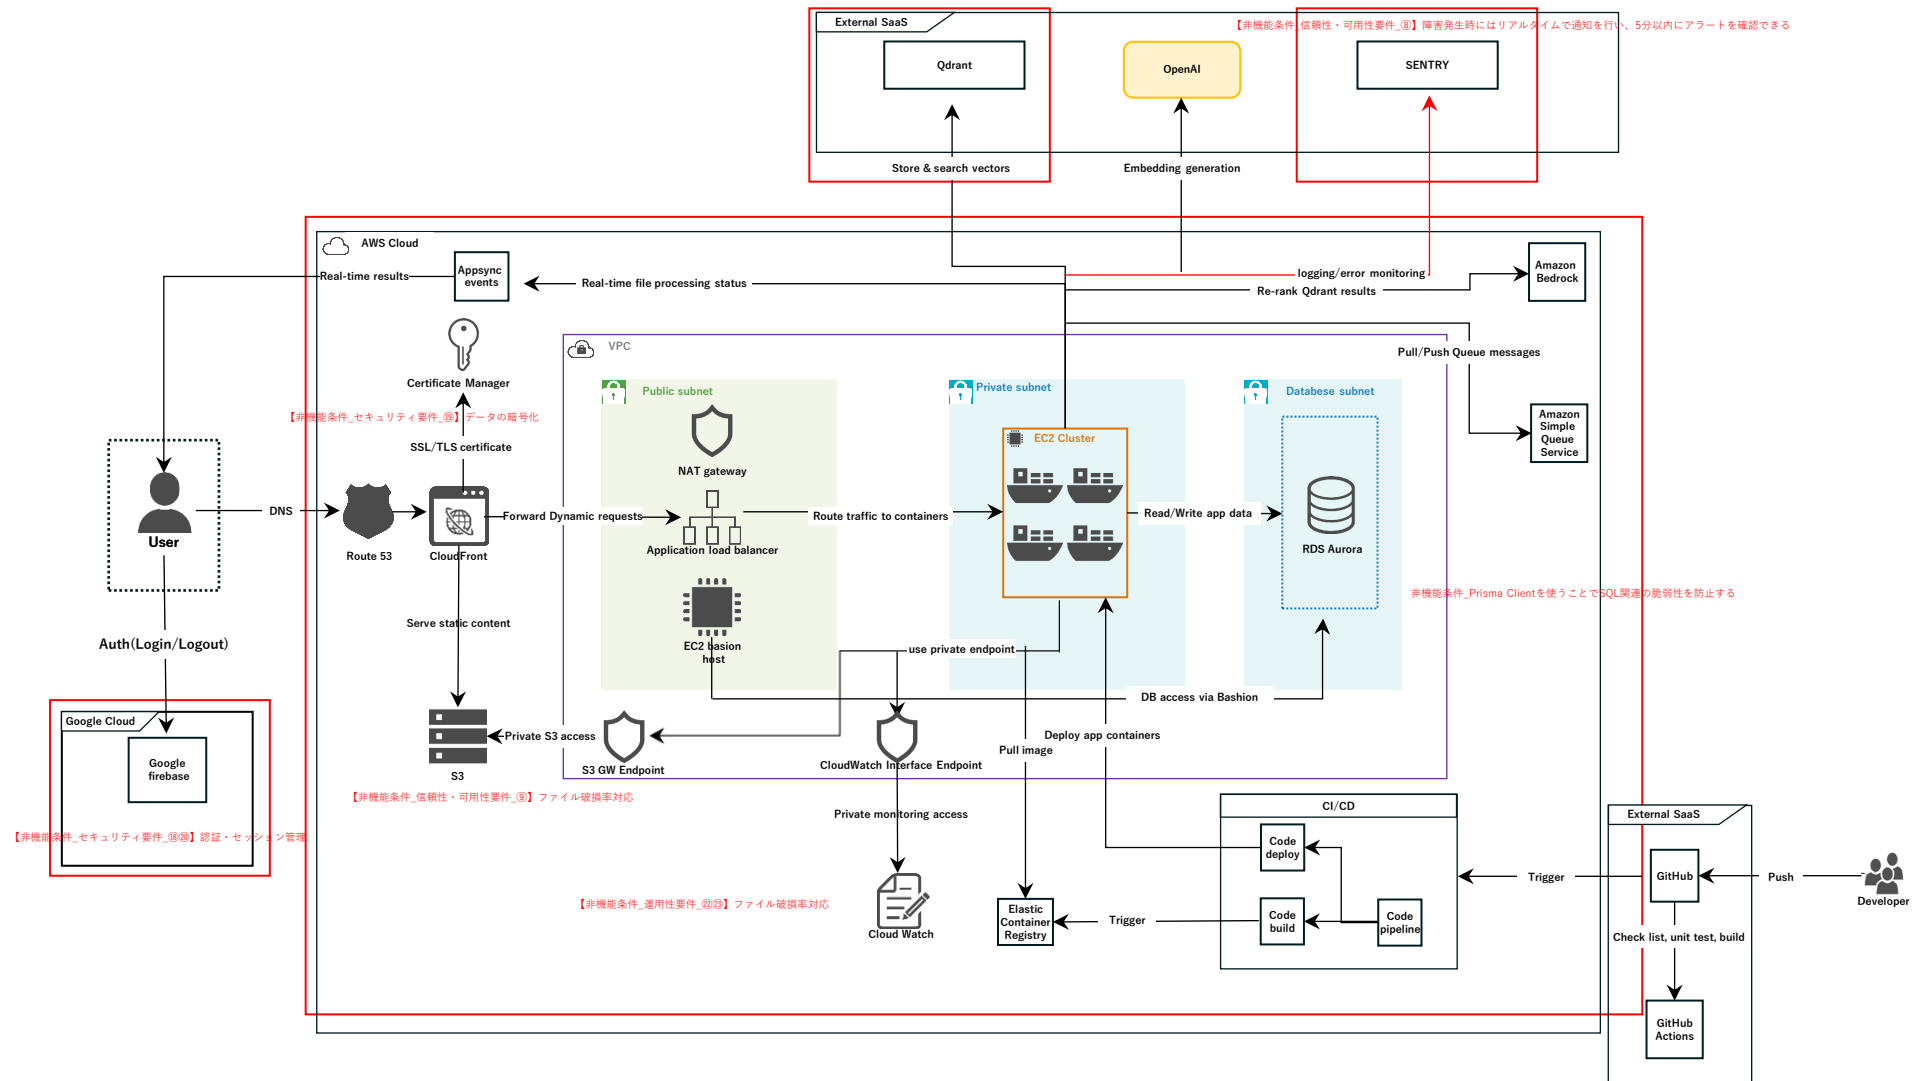 External SaaS
【非機能条件_信頼性・可用性要件_⑧】障害発生時にはリアルタイムで通知を行い、5分以内にアラートを確認できる
Qdrant
OpenAI
SENTRY
Store & search vectors
Embedding generation
AWS Cloud
Appsync
events
Real-time results
Real-time file processing status
logging/error monitoring
Re-rank Qdrant results
Amazon
Bedrock
VPC
Pull/Push Queue messages
Certificate Manager
Public subnet
Private subnet
Databese subnet
【非機能条件_セキュリティ要件_⑲】データの暗号化
SSL/TLS certificate
NAT gateway
EC2 Cluster
Amazon
Simple
Queue
Service
DNS
User
Route 53
CloudFront
Forward Dynamic requests
Application load balancer
Route traffic to containers
Read/Write app data
RDS Aurora
非機能条件_Prisma Clientを使うことでSQL関連の脆弱性を防止する
Serve static content
EC2 basion
host
Auth(Login/Logout)
use private endpoint
DB access via Bashion
Google Cloud
Google
firebase
Private S3 access
S3
S3 GW Endpoint
CloudWatch Interface Endpoint
Pull image
Deploy app containers
【非機能条件_信頼性・可用性要件_⑨】ファイル破損率対応
【非機能条件_セキュリティ要件_⑱⑳】認証・セッション管理
Private monitoring access
CI/CD
Code
deploy
External SaaS
GitHub
Trigger
Push
Developer
【非機能条件_運用性要件_㉒㉓】ファイル破損率対応
Cloud Watch
Elastic
Container
Registry
Trigger
Code
build
Code
pipeline
Check list, unit test, build
GitHub
Actions